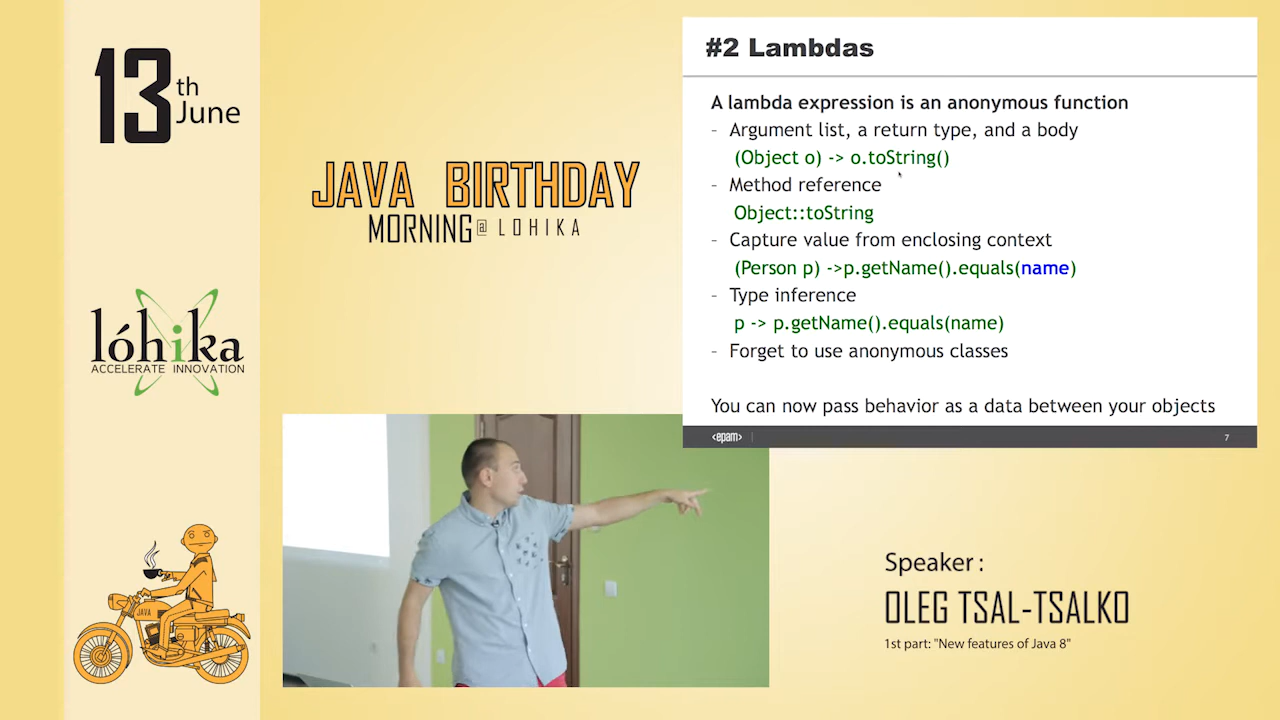 13th June
lóhika
ACCELERATE INNOVATION
JAVA
JAVA BIRTHDAY
MORNING@LOHIKA
#2 Lambdas
A lambda expression is an anonymous function
- Argument list, a return type, and a body
(Object o) -> o.toString()
- Method reference
Object::toString
- Capture value from enclosing context
(Person p) ->p.getName().equals(name)
- Type inference
p -> p.getName().equals(name)
- Forget to use anonymous classes
You can now pass behavior as a data between your objects
<epam> 7
Speaker :
OLEG TSAL-TSALKO
1st part: "New features of Java 8"